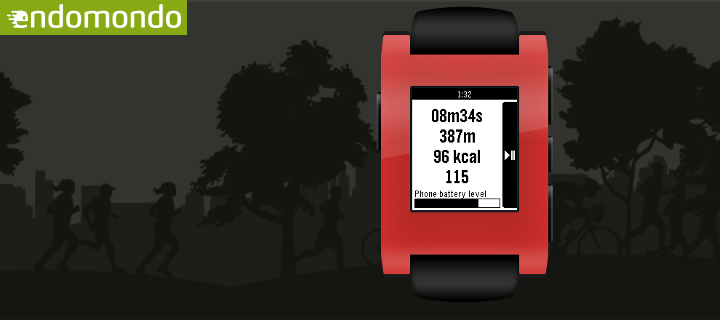 endomondo
1:32
08m34s
387m
96 kcal
115
Phone battery level